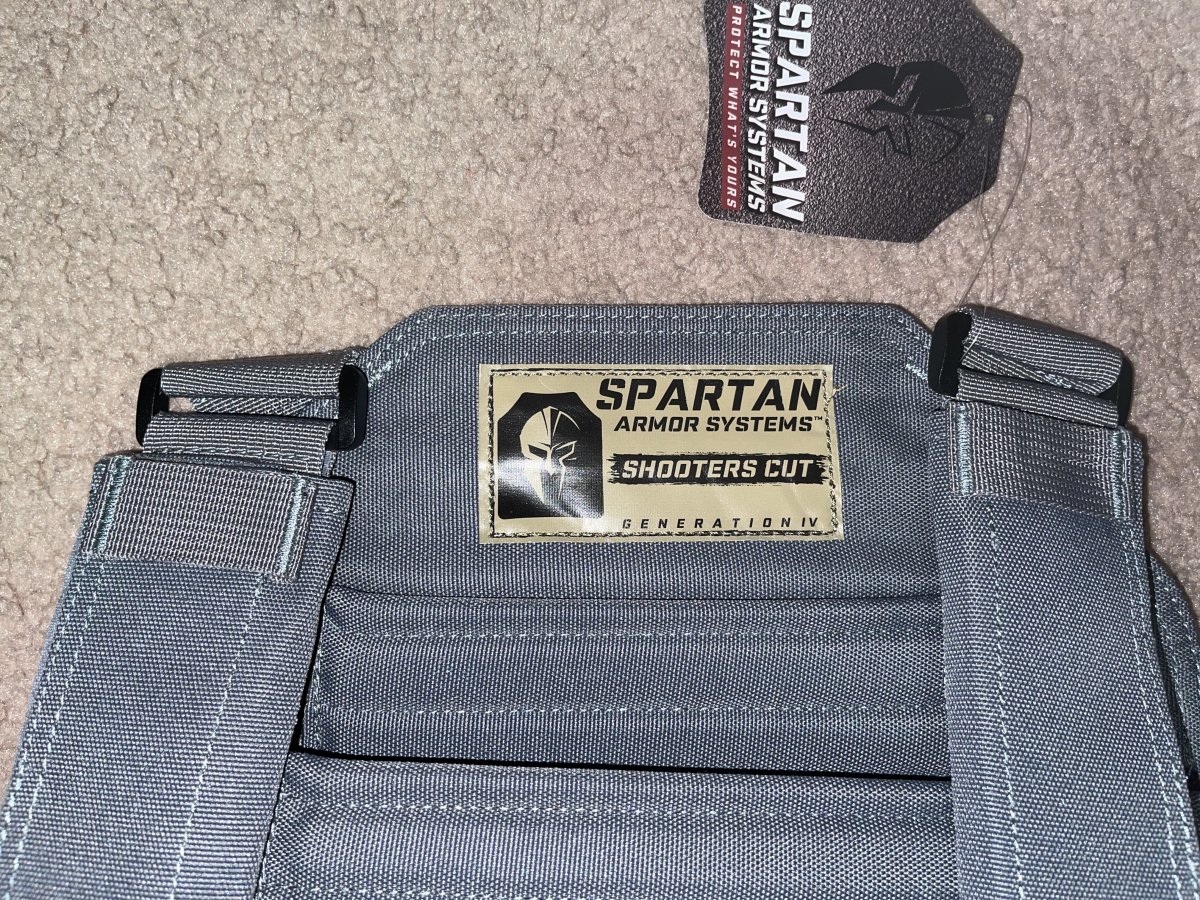 SPARTAN
ARMOR SYSTEMS
PROTECT WHAT'S YOURS
SPARTAN
ARMOR SYSTEMS™
SHOOTERS CUT
GENERATION IV